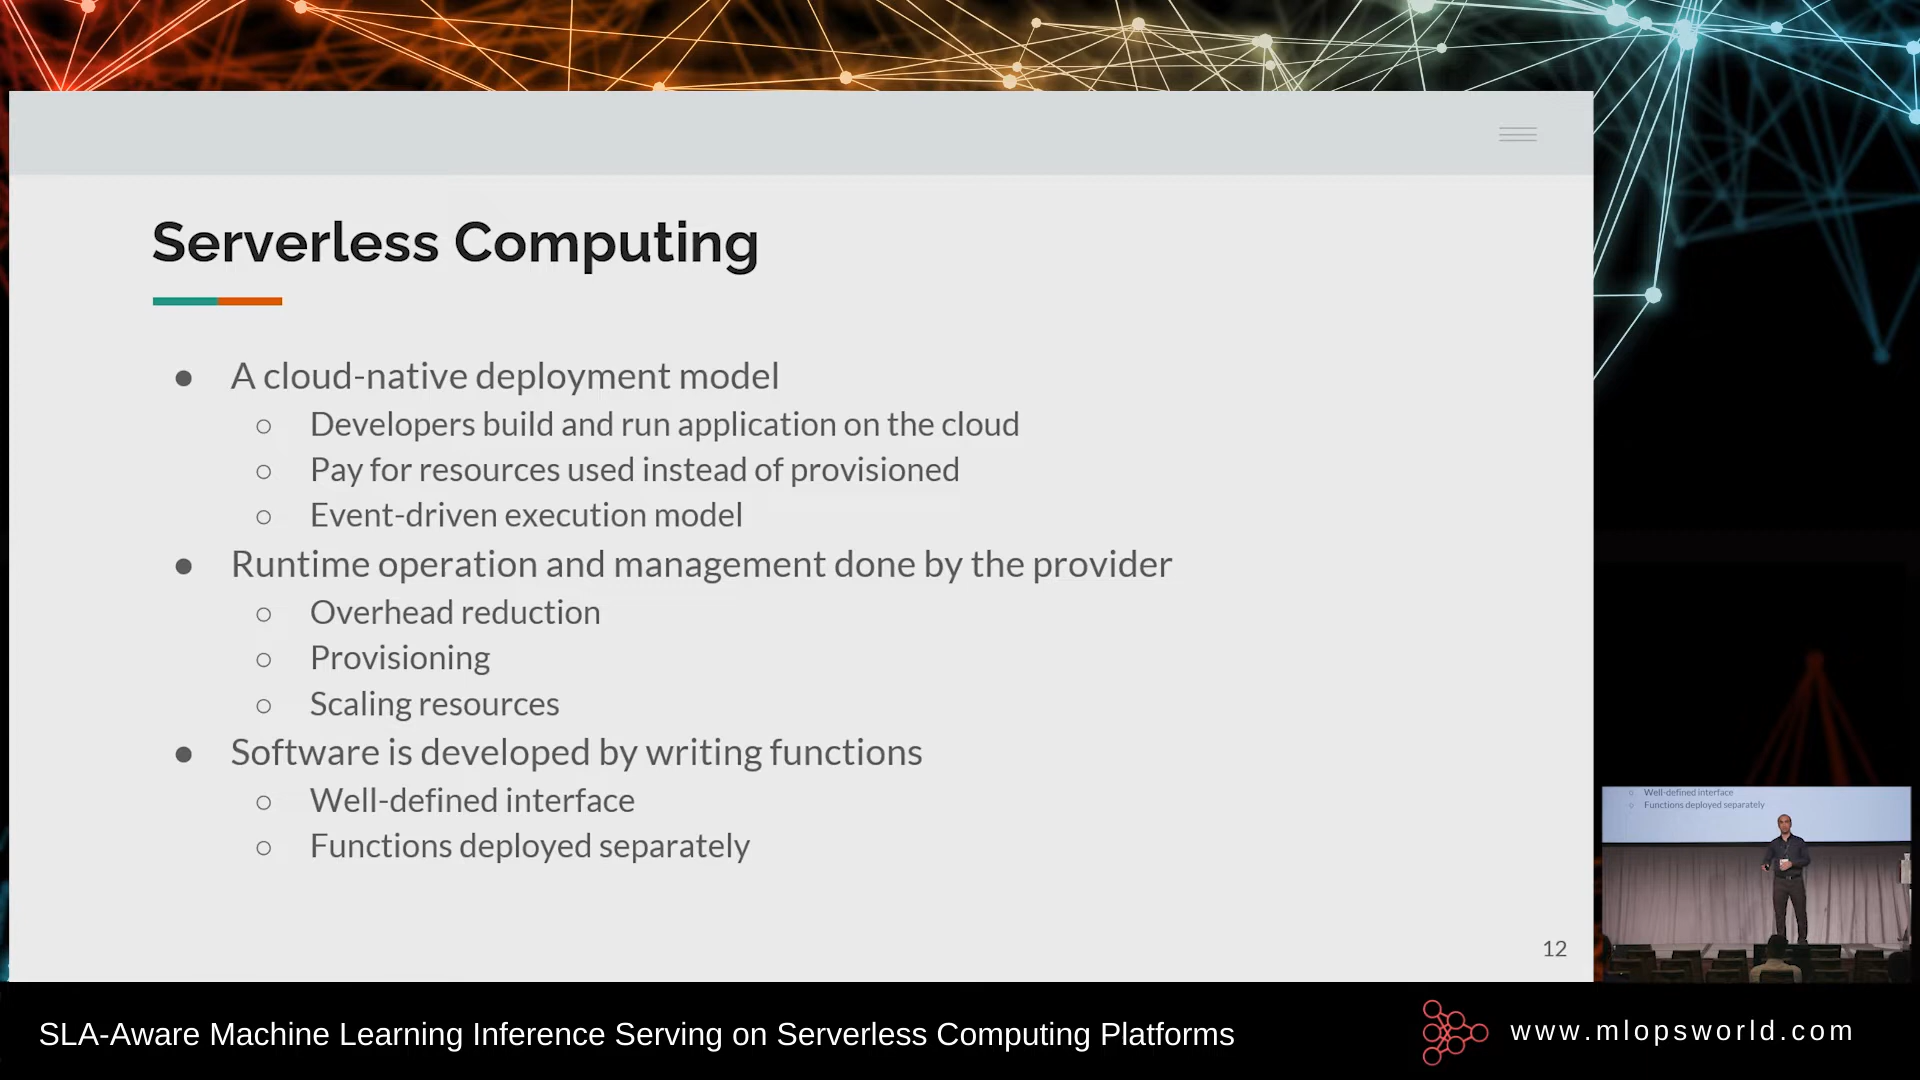 Serverless Computing
● A cloud-native deployment model
○ Developers build and run application on the cloud
○ Pay for resources used instead of provisioned
○ Event-driven execution model
● Runtime operation and management done by the provider
○ Overhead reduction
○ Provisioning
○ Scaling resources
● Software is developed by writing functions
○ Well-defined interface
○ Functions deployed separately
12
○ Well-defined interface
○ Functions deployed separately
SLA-Aware Machine Learning Inference Serving on Serverless Computing Platforms
www.mlopsworld.com